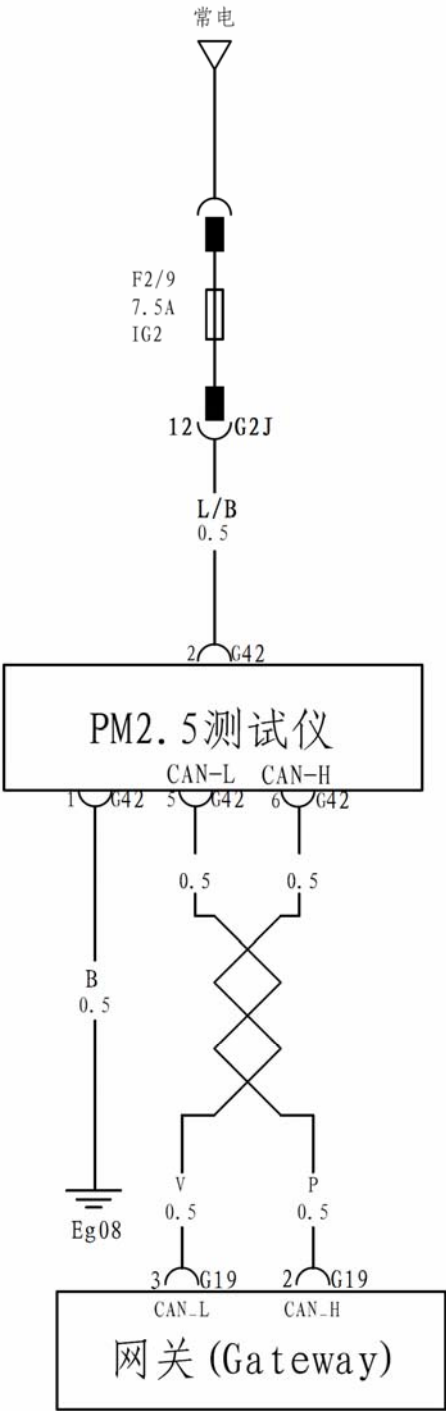 常电
F2/9
7.5A
IG2
12 G2J
L/B
0.5
2 G42
PM2.5测试仪
CAN-L CAN-H
1 G42 5 G42 6 G42
0.5 0.5
B
0.5
V P
0.5 0.5
Eg08
3 G19 2 G19
CAN_L CAN_H
网关(Gateway)